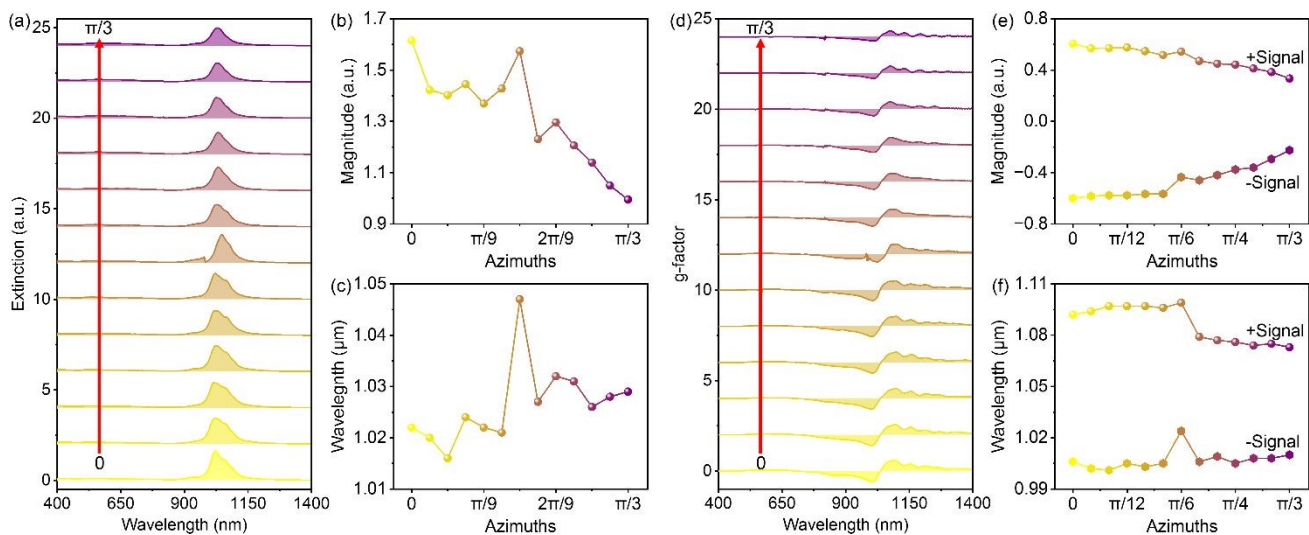 (a)
25
20
15
10
5
0
Extinction (a.u.)
π/3
0
400 650 900 1150 1400
Wavelength (nm)
(b)
1.7
1.5
1.3
1.1
0.9
Magnitude (a.u.)
0 π/9 2π/9 π/3
Azimuths
(c)
1.05
1.04
1.03
1.02
1.01
Wavelegnth (μm)
0 π/9 2π/9 π/3
Azimuths
(d)
25
20
15
10
5
0
g-factor
π/3
0
400 650 900 1150 1400
Wavelength (nm)
(e)
0.8
0.4
0.0
−0.4
−0.8
Magnitude (a.u.)
+Signal
-Signal
0 π/12 π/6 π/4 π/3
Azimuths
(f)
1.11
1.08
1.05
1.02
0.99
Wavelength (μm)
+Signal
-Signal
0 π/12 π/6 π/4 π/3
Azimuths